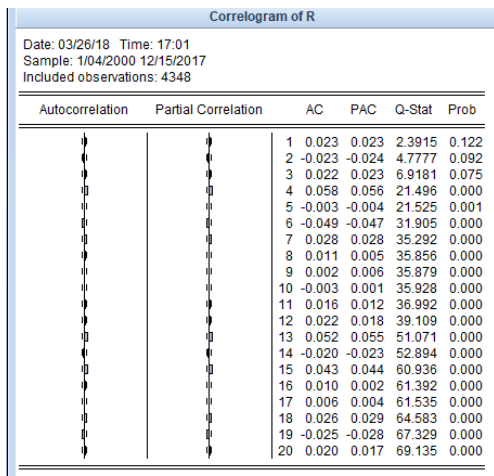 Correlogram of R
Date: 03/26/18 Time: 17:01
Sample: 1/04/2000 12/15/2017
Included observations: 4348
Autocorrelation Partial Correlation AC PAC Q-Stat Prob
1 0.023 0.023 2.3915 0.122
2 -0.023 -0.024 4.7777 0.092
3 0.022 0.023 6.9181 0.075
4 0.058 0.056 21.496 0.000
5 -0.003 -0.004 21.525 0.001
6 -0.049 -0.047 31.905 0.000
7 0.028 0.028 35.292 0.000
8 0.011 0.005 35.856 0.000
9 0.002 0.006 35.879 0.000
10 -0.003 0.001 35.928 0.000
11 0.016 0.012 36.992 0.000
12 0.022 0.018 39.109 0.000
13 0.052 0.055 51.071 0.000
14 -0.020 -0.023 52.894 0.000
15 0.043 0.044 60.936 0.000
16 0.010 0.002 61.392 0.000
17 0.006 0.004 61.535 0.000
18 0.026 0.029 64.583 0.000
19 -0.025 -0.028 67.329 0.000
20 0.020 0.017 69.135 0.000